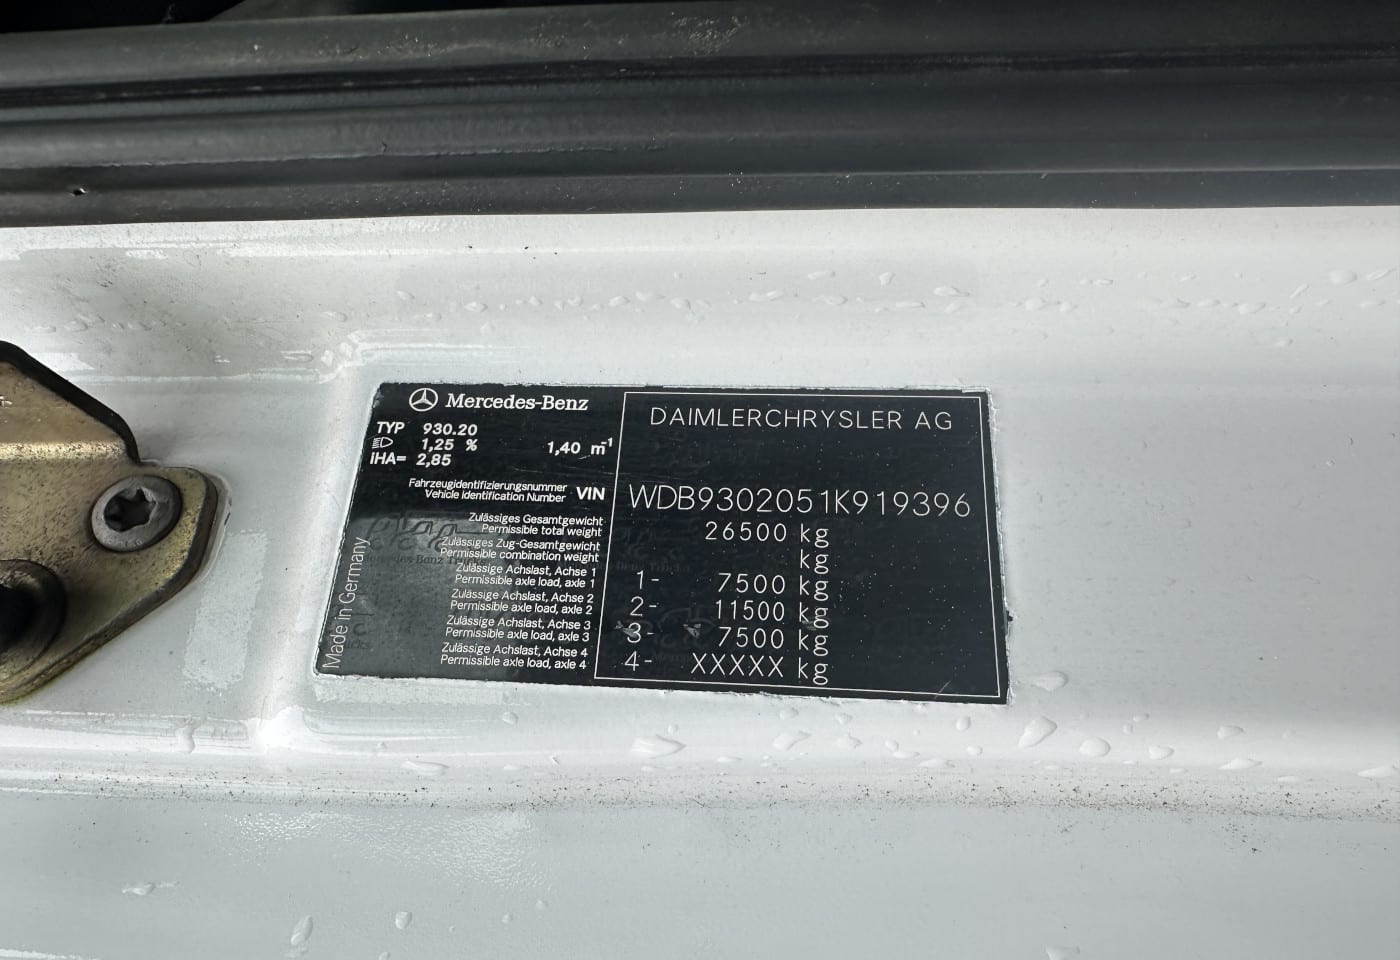 Mercedes-Benz
TYP 930.20
1,25 % 1,40 m-1
iHA= 2,85
Fahrzeugidentifizierungsnummer
Vehicle Identification Number VIN
Zulässiges Gesamtgewicht
Permissible total weight
Zulässiges Zug-Gesamtgewicht
Permissible combination weight
Zulässige Achslast, Achse 1
Permissible axle load, axle 1
Zulässige Achslast, Achse 2
Permissible axle load, axle 2
Zulässige Achslast, Achse 3
Permissible axle load, axle 3
Zulässige Achslast, Achse 4
Permissible axle load, axle 4
Made in Germany
DAIMLERCHRYSLER AG
WDB9302051K919396
26500 kg
kg
1- 7500 kg
2- 11500 kg
3- 7500 kg
4- XXXXX kg